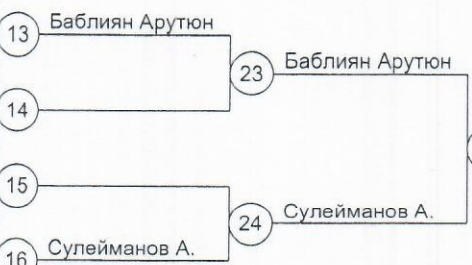 13 Баблиян Арутюн
23 Баблиян Арутюн
14
15
24 Сулейманов А.
16 Сулейманов А.